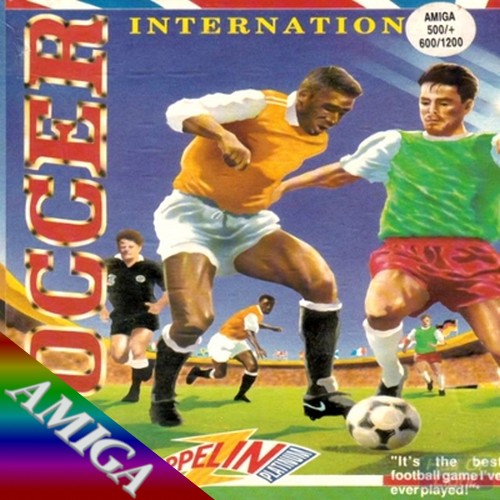 INTERNATION
AMIGA
500/+
600/1200
OCCER
AMIGA
PPELIN
PLATINUM
"It's the best
football game I've
ever played!"